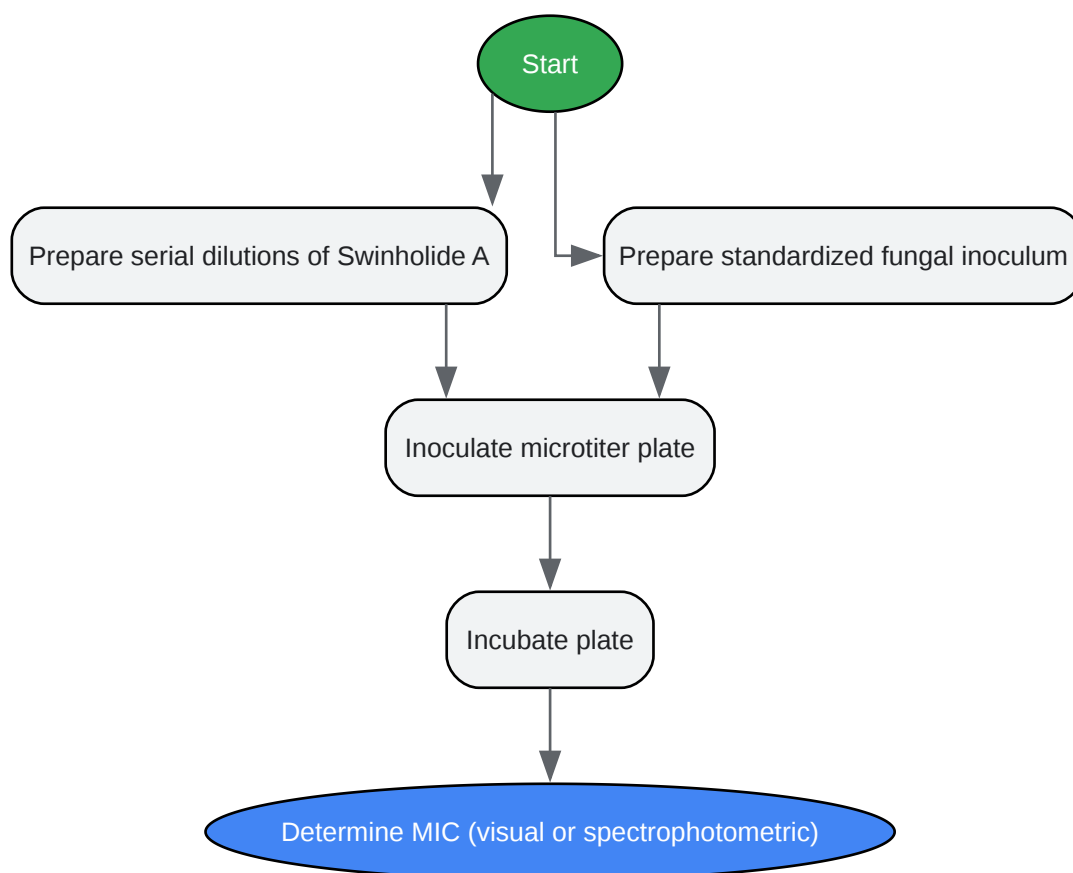 Start
Prepare serial dilutions of Swinholide A
Prepare standardized fungal inoculum
Inoculate microtiter plate
Incubate plate
Determine MIC (visual or spectrophotometric)